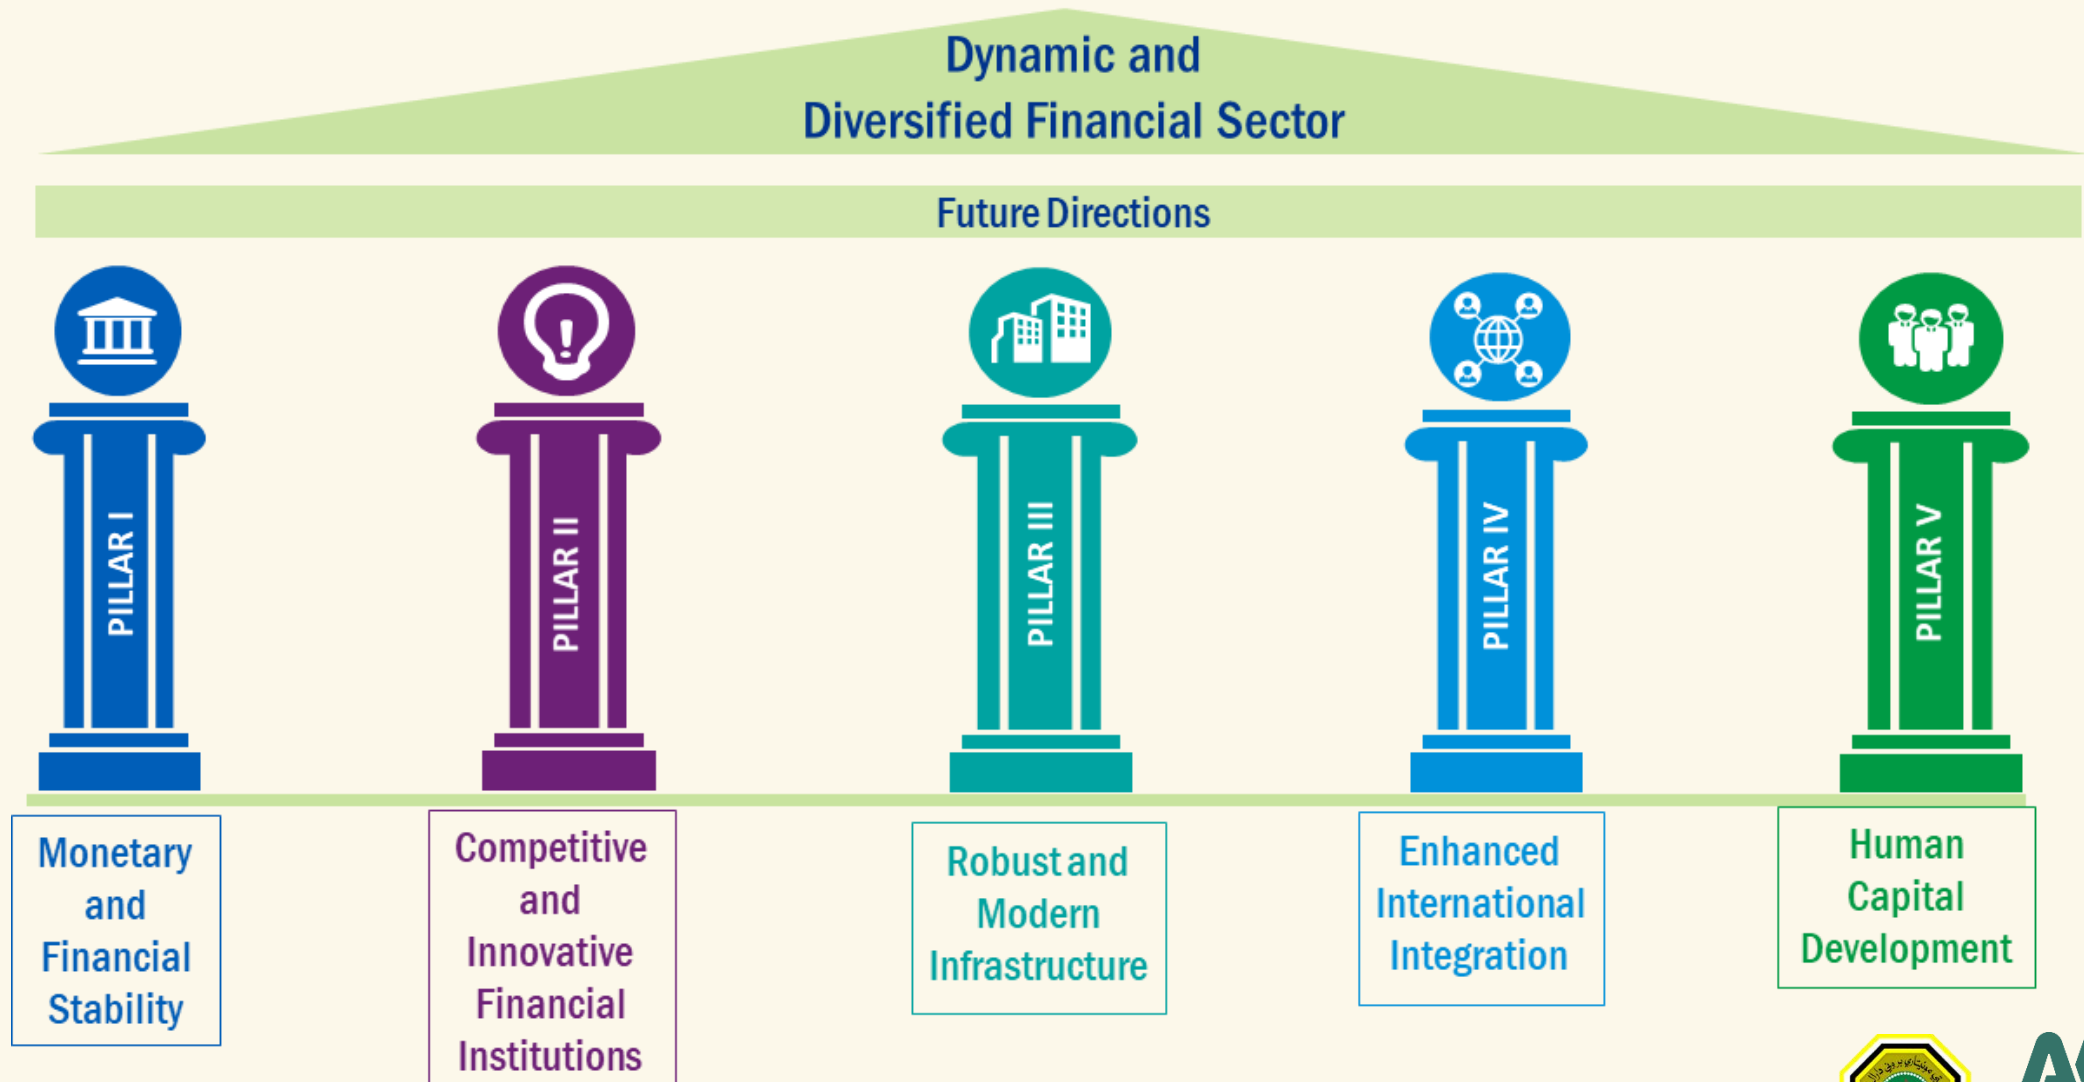 Dynamic and
Diversified Financial Sector
Future Directions
PILLAR I
PILLAR II
PILLAR III
PILLAR IV
PILLAR V
Monetary
and
Financial
Stability
Competitive
and
Innovative
Financial
Institutions
Robust and
Modern
Infrastructure
Enhanced
International
Integration
Human
Capital
Development